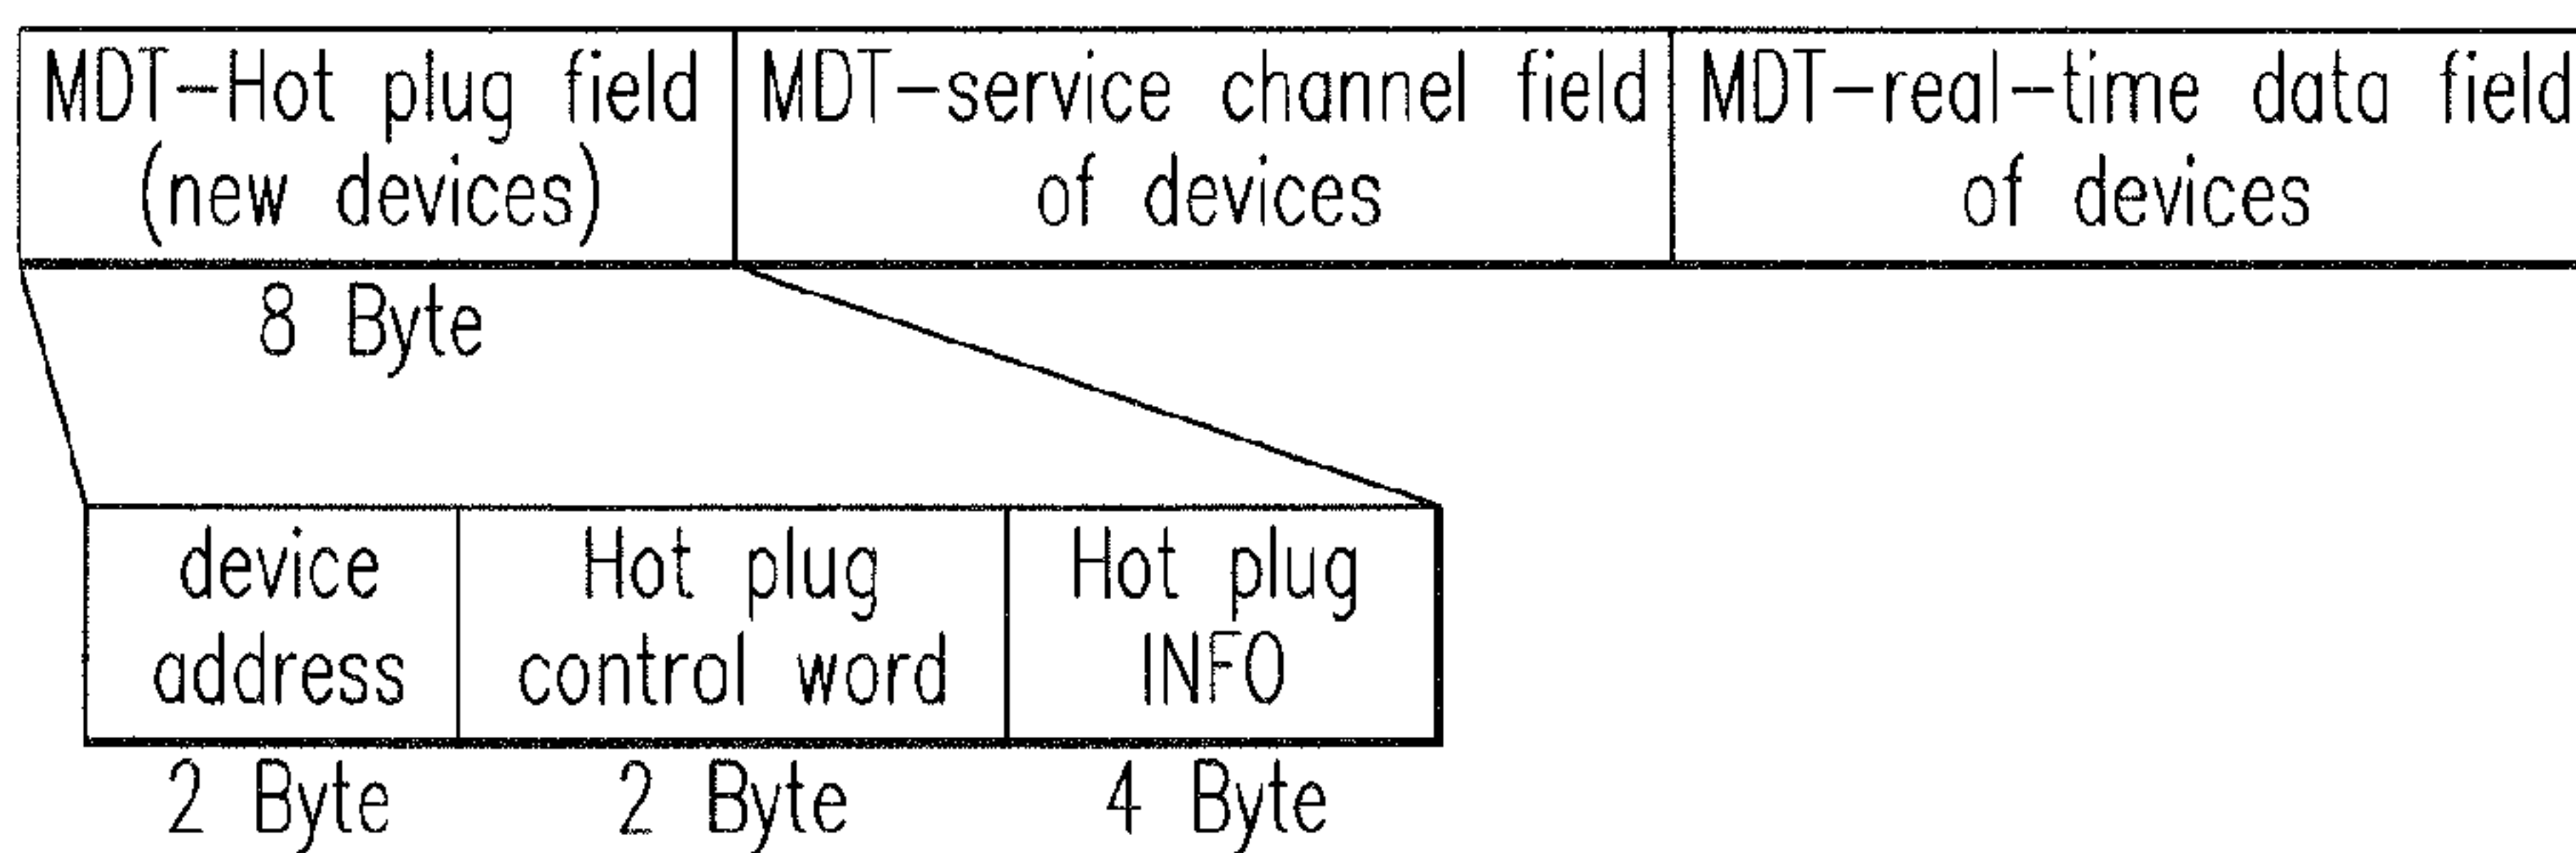 MDT-Hot plug field
(new devices)
MDT-service channel field
of devices
MDT-real-time data field
of devices
8 Byte
device
address
Hot plug
control word
Hot plug
INFO
2 Byte
2 Byte
4 Byte